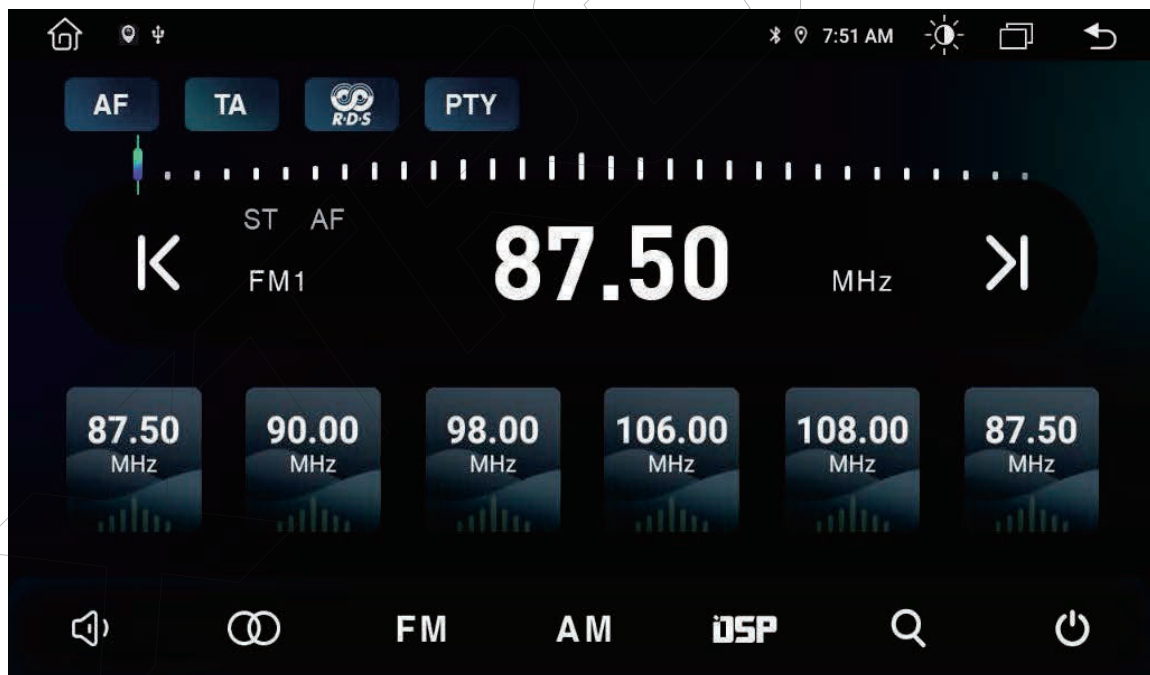 7:51 AM
AF TA R·D·S PTY
ST AF
FM1 87.50 MHz
87.50 90.00 98.00 106.00 108.00 87.50
MHz MHz MHz MHz MHz MHz
FM AM DSP